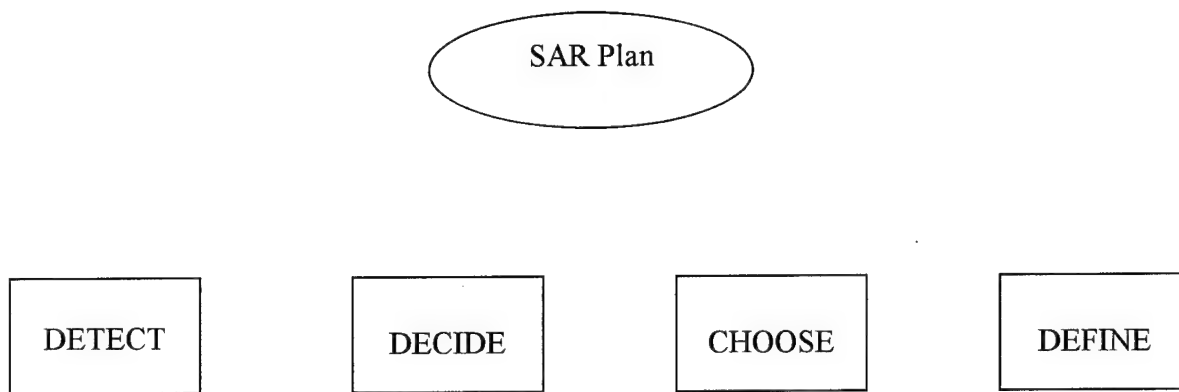 SAR Plan
DETECT
DECIDE
CHOOSE
DEFINE